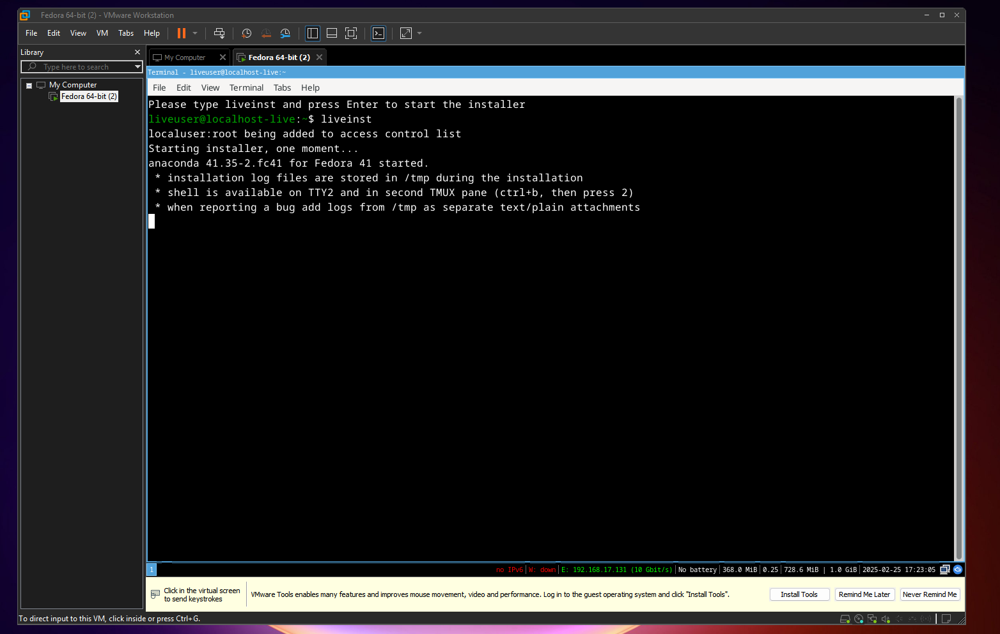 Fedora 64-bit (2) - VMware Workstation
File Edit View VM Tabs Help
Library
Type here to search
My Computer
Fedora 64-bit (2)
My Computer
Fedora 64-bit (2)
Terminal - liveuser@localhost-live:~
File Edit View Terminal Tabs Help
Please type liveinst and press Enter to start the installer
liveuser@localhost-live:~$ liveinst
localuser:root being added to access control list
Starting installer, one moment...
anaconda 41.35-2.fc41 for Fedora 41 started.
* installation log files are stored in /tmp during the installation
* shell is available on TTY2 and in second TMUX pane (ctrl+b, then press 2)
* when reporting a bug add logs from /tmp as separate text/plain attachments
1
no IPv6|W: down|E: 192.168.17.131 (10 Gbit/s)|No battery|368.0 MiB|0.25|728.6 MiB | 1.0 GiB|2025-02-25 17:23:05
Click in the virtual screen
to send keystrokes
VMware Tools enables many features and improves mouse movement, video and performance. Log in to the guest operating system and click "Install Tools".
Install Tools
Remind Me Later
Never Remind Me
To direct input to this VM, click inside or press Ctrl+G.